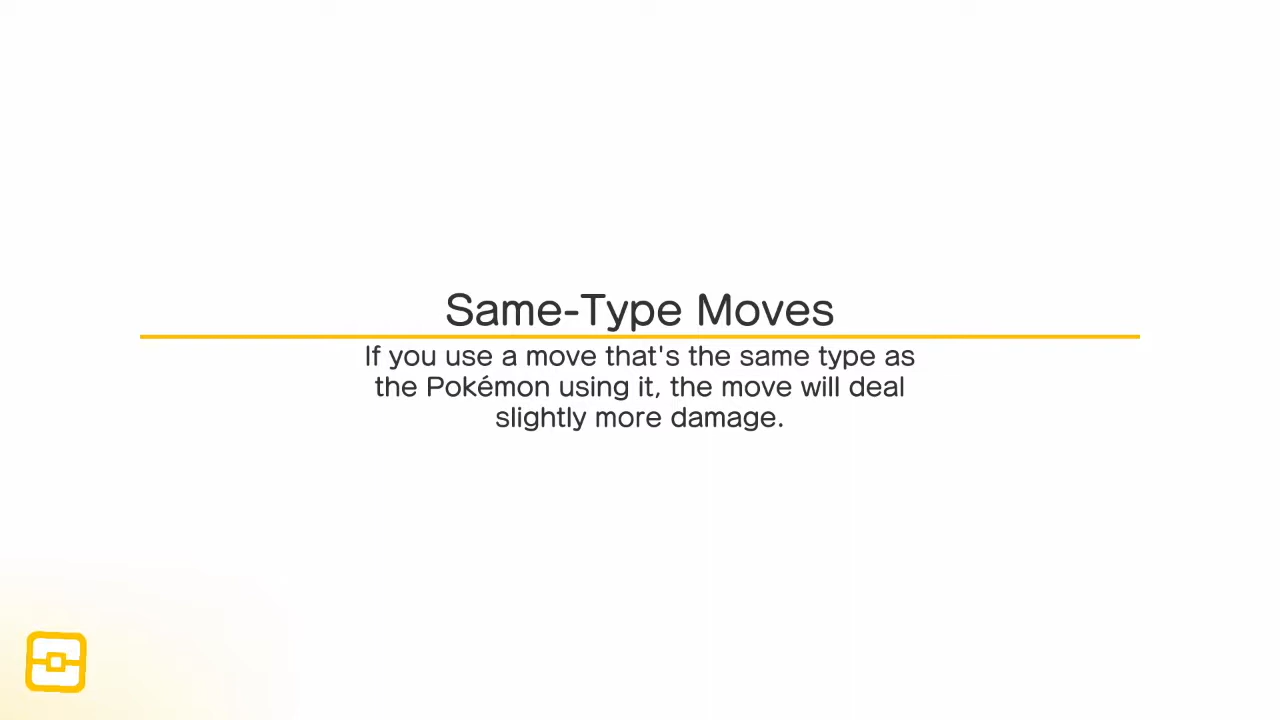 Same-Type Moves
If you use a move that's the same type as
the Pokémon using it, the move will deal
slightly more damage.